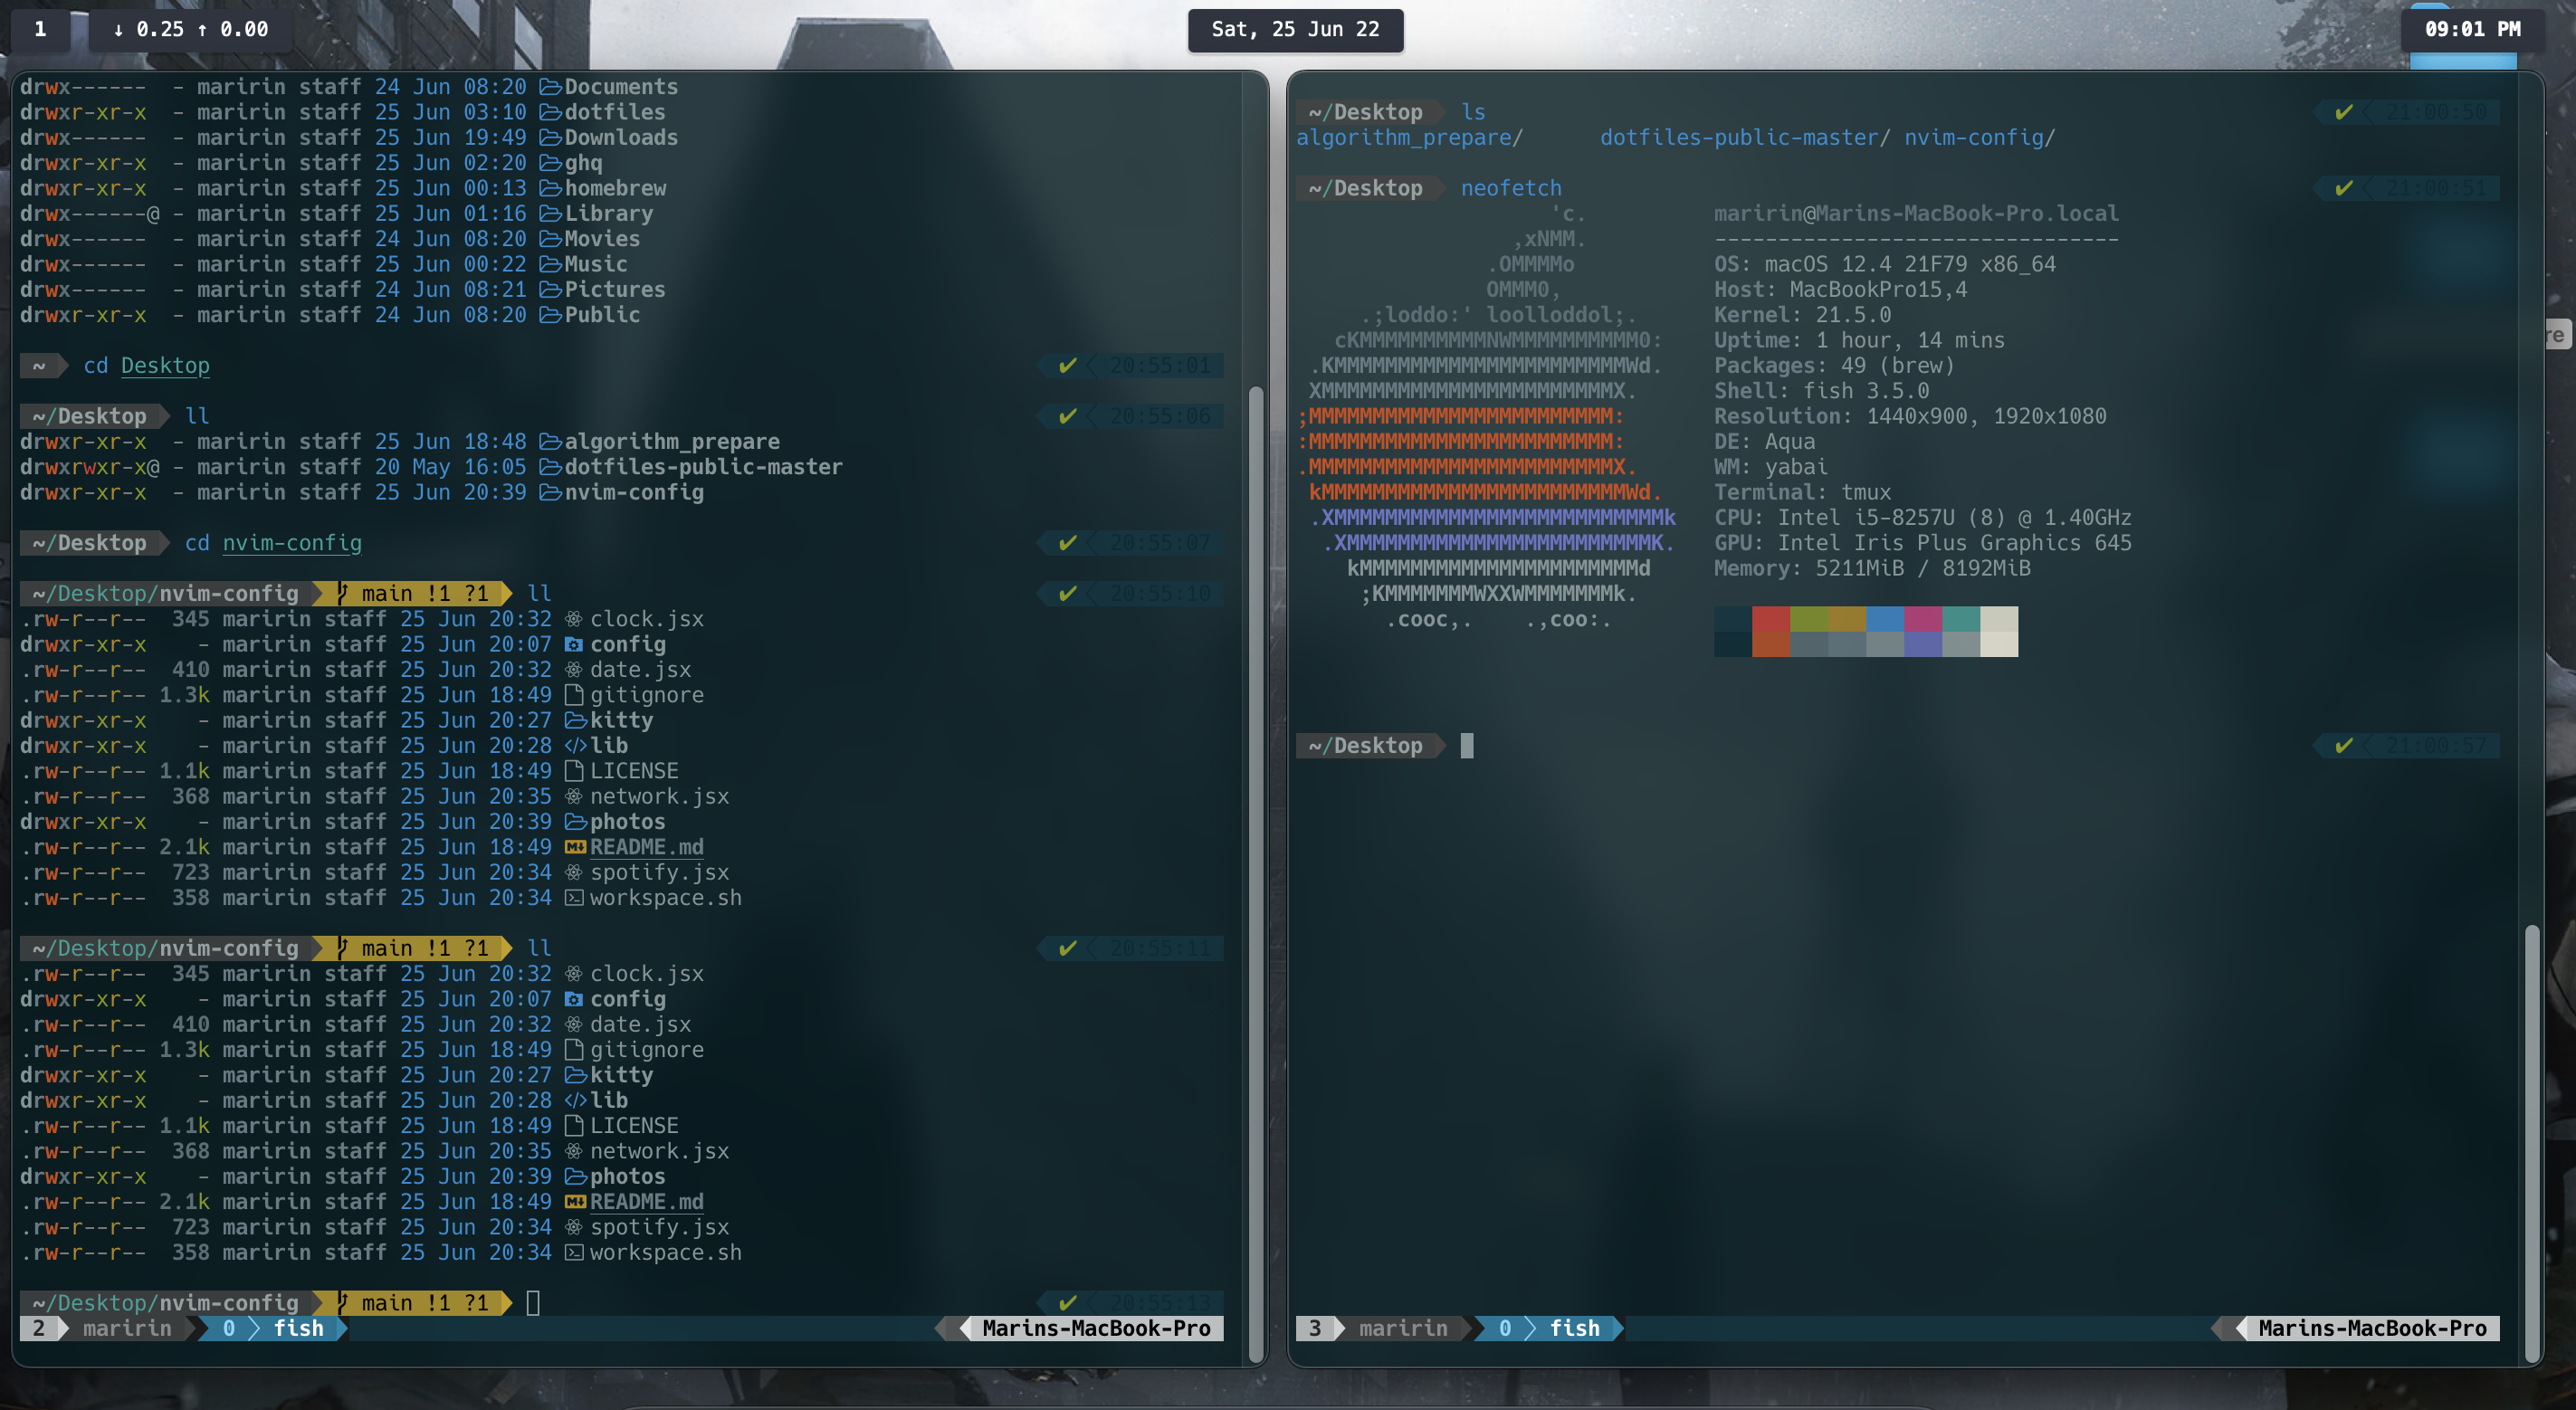 1
↓ 0.25 ↑ 0.00
Sat, 25 Jun 22
09:01 PM
drwx------  - maririn staff 24 Jun 08:20 Documents
drwxr-xr-x  - maririn staff 25 Jun 03:10 dotfiles
drwx------  - maririn staff 25 Jun 19:49 Downloads
drwxr-xr-x  - maririn staff 25 Jun 02:20 ghq
drwxr-xr-x  - maririn staff 25 Jun 00:13 homebrew
drwx------@ - maririn staff 25 Jun 01:16 Library
drwx------  - maririn staff 24 Jun 08:20 Movies
drwx------  - maririn staff 25 Jun 00:22 Music
drwx------  - maririn staff 24 Jun 08:21 Pictures
drwxr-xr-x  - maririn staff 24 Jun 08:20 Public
~ cd Desktop ✔ 20:55:01
~/Desktop ll ✔ 20:55:06
drwxr-xr-x  - maririn staff 25 Jun 18:48 algorithm_prepare
drwxrwxr-x@ - maririn staff 20 May 16:05 dotfiles-public-master
drwxr-xr-x  - maririn staff 25 Jun 20:39 nvim-config
~/Desktop cd nvim-config ✔ 20:55:07
~/Desktop/nvim-config main !1 ?1 ll ✔ 20:55:10
.rw-r--r--  345 maririn staff 25 Jun 20:32 clock.jsx
drwxr-xr-x    - maririn staff 25 Jun 20:07 config
.rw-r--r--  410 maririn staff 25 Jun 20:32 date.jsx
.rw-r--r-- 1.3k maririn staff 25 Jun 18:49 gitignore
drwxr-xr-x    - maririn staff 25 Jun 20:27 kitty
drwxr-xr-x    - maririn staff 25 Jun 20:28 lib
.rw-r--r-- 1.1k maririn staff 25 Jun 18:49 LICENSE
.rw-r--r--  368 maririn staff 25 Jun 20:35 network.jsx
drwxr-xr-x    - maririn staff 25 Jun 20:39 photos
.rw-r--r-- 2.1k maririn staff 25 Jun 18:49 README.md
.rw-r--r--  723 maririn staff 25 Jun 20:34 spotify.jsx
.rw-r--r--  358 maririn staff 25 Jun 20:34 workspace.sh
~/Desktop/nvim-config main !1 ?1 ll ✔ 20:55:11
.rw-r--r--  345 maririn staff 25 Jun 20:32 clock.jsx
drwxr-xr-x    - maririn staff 25 Jun 20:07 config
.rw-r--r--  410 maririn staff 25 Jun 20:32 date.jsx
.rw-r--r-- 1.3k maririn staff 25 Jun 18:49 gitignore
drwxr-xr-x    - maririn staff 25 Jun 20:27 kitty
drwxr-xr-x    - maririn staff 25 Jun 20:28 lib
.rw-r--r-- 1.1k maririn staff 25 Jun 18:49 LICENSE
.rw-r--r--  368 maririn staff 25 Jun 20:35 network.jsx
drwxr-xr-x    - maririn staff 25 Jun 20:39 photos
.rw-r--r-- 2.1k maririn staff 25 Jun 18:49 README.md
.rw-r--r--  723 maririn staff 25 Jun 20:34 spotify.jsx
.rw-r--r--  358 maririn staff 25 Jun 20:34 workspace.sh
~/Desktop/nvim-config main !1 ?1 ✔ 20:55:13
2 maririn 0 fish Marins-MacBook-Pro
~/Desktop ls ✔ 21:00:50
algorithm_prepare/ dotfiles-public-master/ nvim-config/
~/Desktop neofetch ✔ 21:00:51
                    'c.
                 ,xNMM.
               .OMMMMo
               OMMM0,
     .;loddo:' loolloddol;.
   cKMMMMMMMMMMNWMMMMMMMMMM0:
 .KMMMMMMMMMMMMMMMMMMMMMMMWd.
 XMMMMMMMMMMMMMMMMMMMMMMMX.
;MMMMMMMMMMMMMMMMMMMMMMMM:
:MMMMMMMMMMMMMMMMMMMMMMMM:
.MMMMMMMMMMMMMMMMMMMMMMMMX.
 kMMMMMMMMMMMMMMMMMMMMMMMMWd.
 .XMMMMMMMMMMMMMMMMMMMMMMMMMMk
  .XMMMMMMMMMMMMMMMMMMMMMMMMK.
    kMMMMMMMMMMMMMMMMMMMMMMd
     ;KMMMMMMMWXXWMMMMMMMk.
       .cooc,.    .,coo:.
maririn@Marins-MacBook-Pro.local
--------------------------------
OS: macOS 12.4 21F79 x86_64
Host: MacBookPro15,4
Kernel: 21.5.0
Uptime: 1 hour, 14 mins
Packages: 49 (brew)
Shell: fish 3.5.0
Resolution: 1440x900, 1920x1080
DE: Aqua
WM: yabai
Terminal: tmux
CPU: Intel i5-8257U (8) @ 1.40GHz
GPU: Intel Iris Plus Graphics 645
Memory: 5211MiB / 8192MiB
~/Desktop ✔ 21:00:57
3 maririn 0 fish Marins-MacBook-Pro